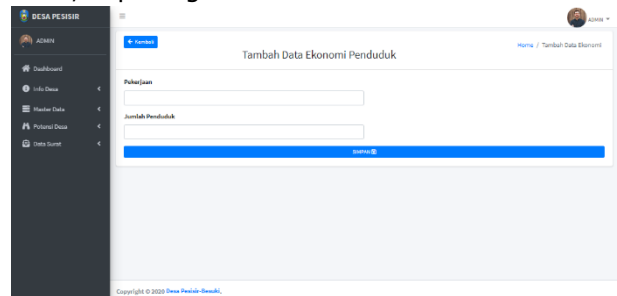 DESA PESISIR
ADMIN
ADMIN
Dashboard
Info Desa
Master Data
Potensi Desa
Data Surat
Kembali
Home / Tambah Data Ekonomi
Tambah Data Ekonomi Penduduk
Pekerjaan
Jumlah Penduduk
SIMPAN
Copyright © 2020 Desa Pesisir-Besuki.